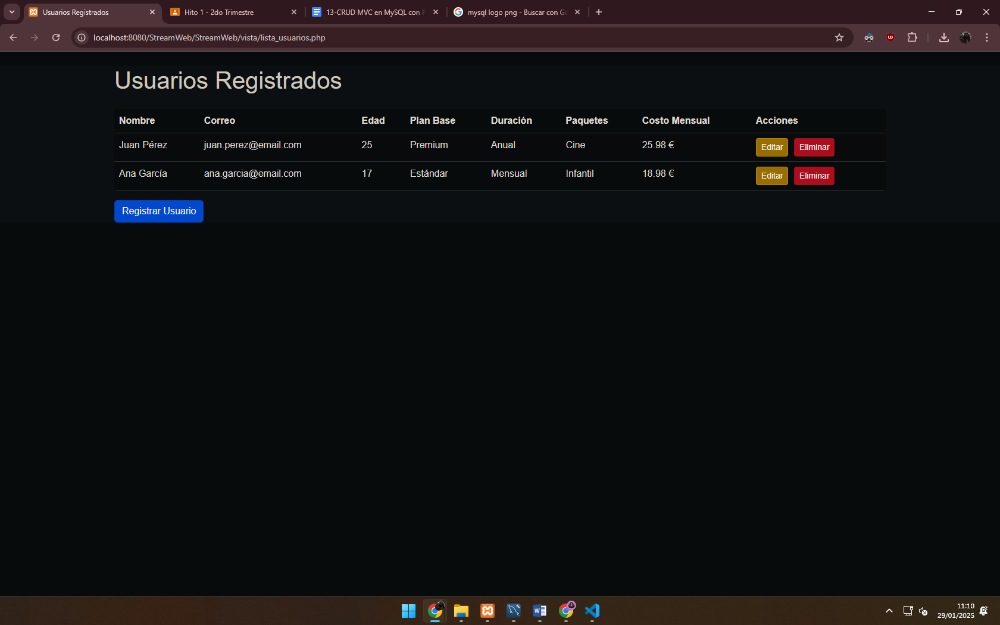 Usuarios Registrados
Hito 1 - 2do Trimestre
13-CRUD MVC en MySQL con P
mysql logo png - Buscar con Go
localhost:8080/StreamWeb/StreamWeb/vista/lista_usuarios.php
Usuarios Registrados
Nombre Correo Edad Plan Base Duración Paquetes Costo Mensual Acciones
Juan Pérez juan.perez@email.com 25 Premium Anual Cine 25.98 € Editar Eliminar
Ana García ana.garcia@email.com 17 Estándar Mensual Infantil 18.98 € Editar Eliminar
Registrar Usuario
11:10
29/01/2025